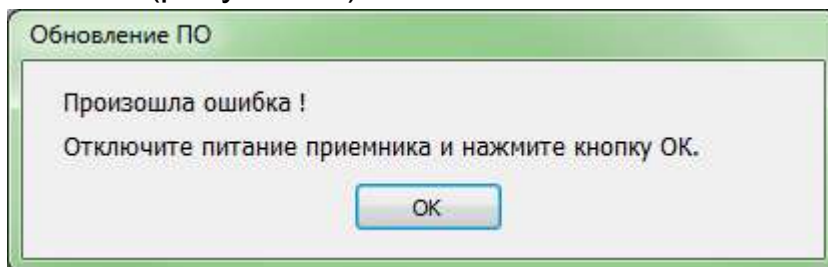 Обновление ПО
Произошла ошибка !
Отключите питание приемника и нажмите кнопку ОК.
OK